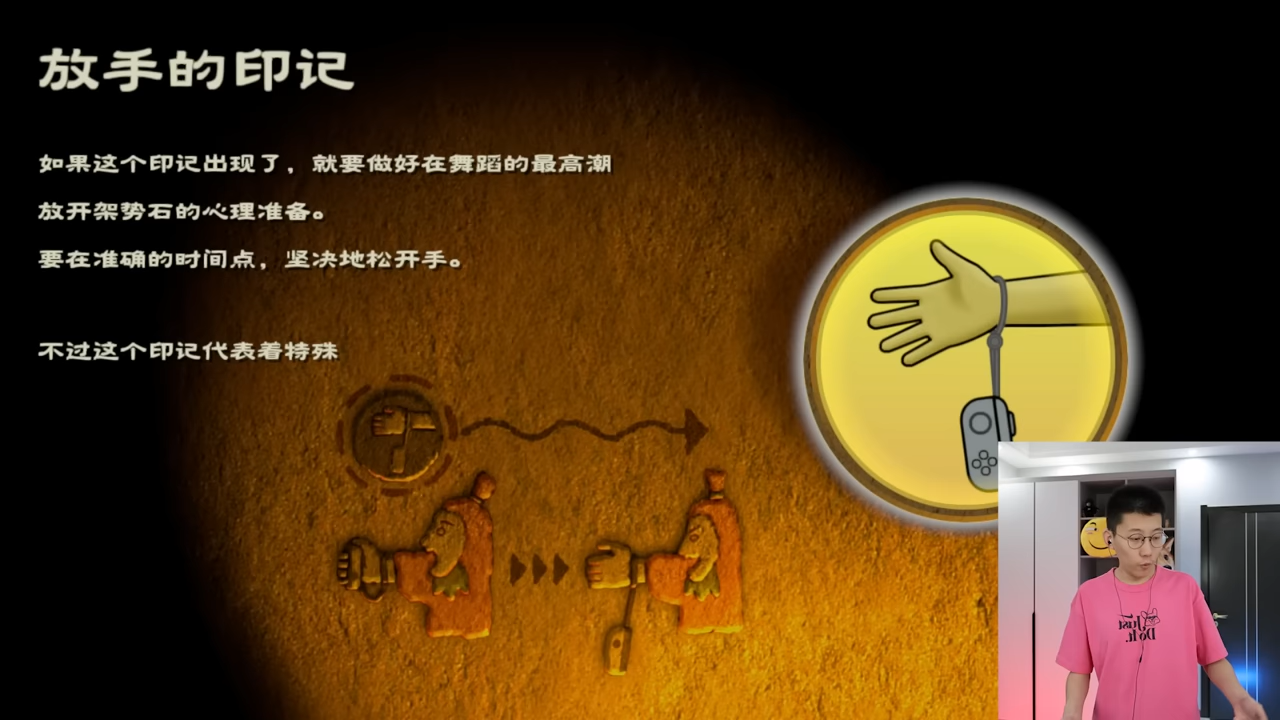 放手的印记
如果这个印记出现了，就要做好在舞蹈的最高潮
放开架势石的心理准备。
要在准确的时间点，坚决地松开手。
不过这个印记代表着特殊
Just
Do It.